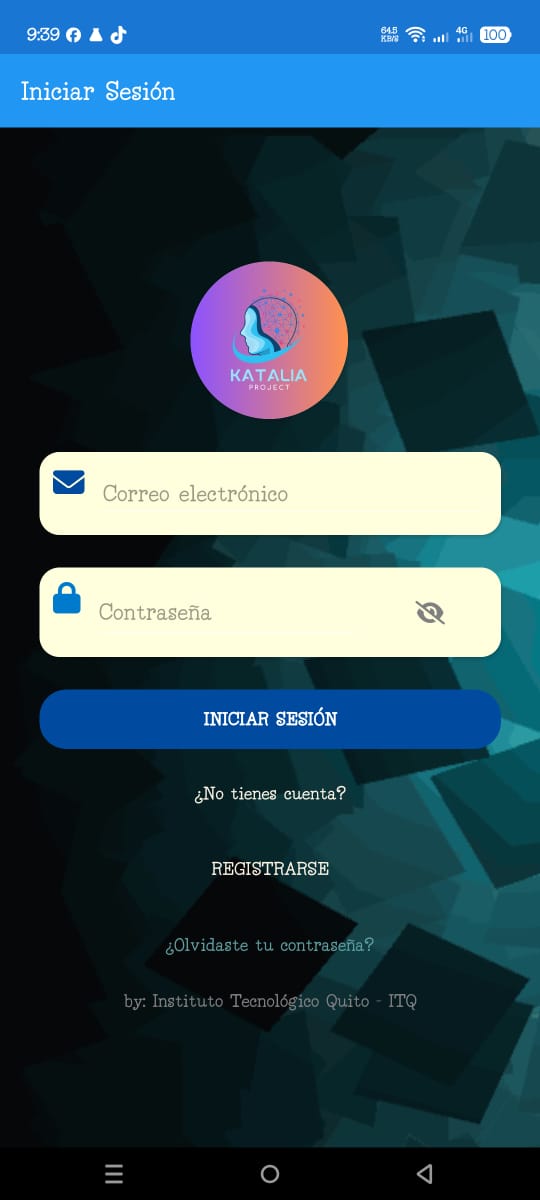 9:39
64.5
KB/S
4G
100
Iniciar Sesión
KATALIA
PROJECT
Correo electrónico
Contraseña
INICIAR SESIÓN
¿No tienes cuenta?
REGISTRARSE
¿Olvidaste tu contraseña?
by: Instituto Tecnológico Quito - ITQ